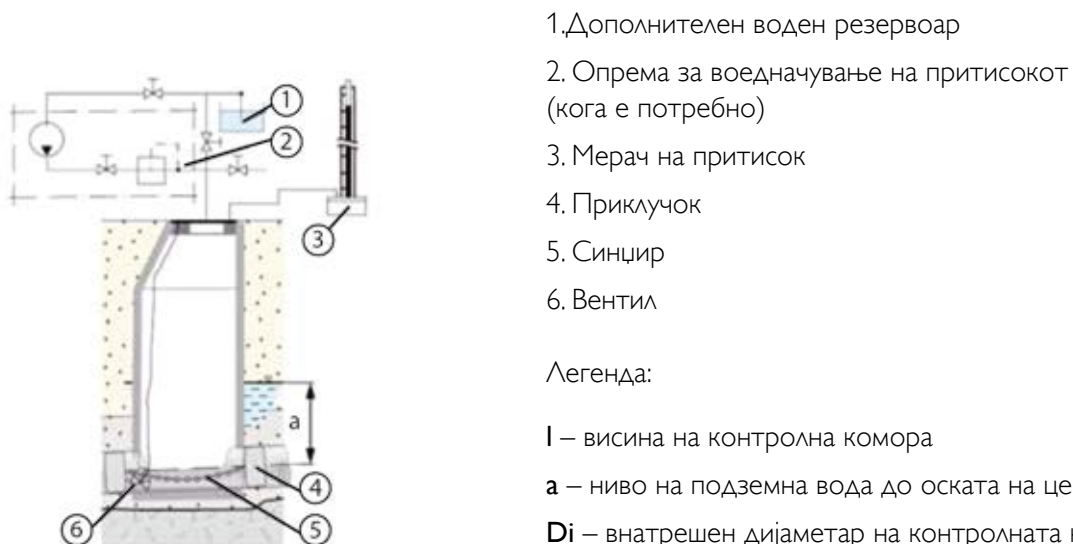 1
2
3
a
4
5
6
1.Дополнителен воден резервоар
2. Опрема за воедначување на притисокот
(кога е потребно)
3. Мерач на притисок
4. Приклучок
5. Синџир
6. Вентил
Легенда:
l – висина на контролна комора
a – ниво на подземна вода до оската на це
Di – внатрешен дијаметар на контролната